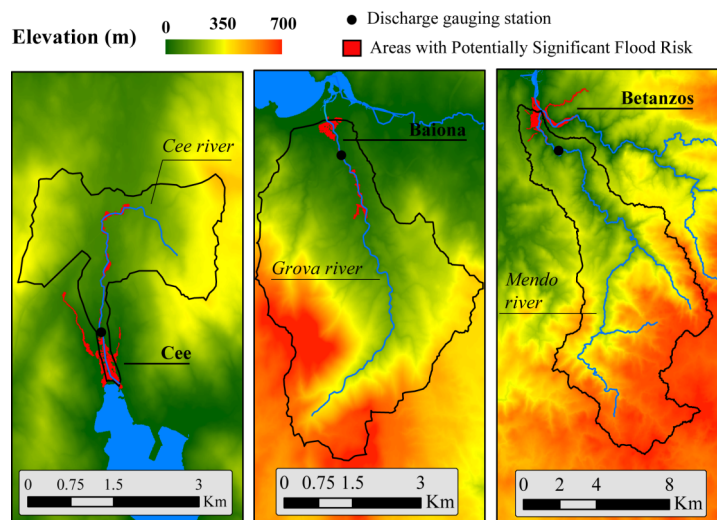 Elevation (m)
0 400 700
Discharge gauging station
Areas with Potentially Significant Flood Risk
Cee river
Cee
0 0.75 1.5 3
Km
Baiona
Grova river
0 0.75 1.5 3
Km
Betanzos
Mendo
river
0 2 4 8
Km